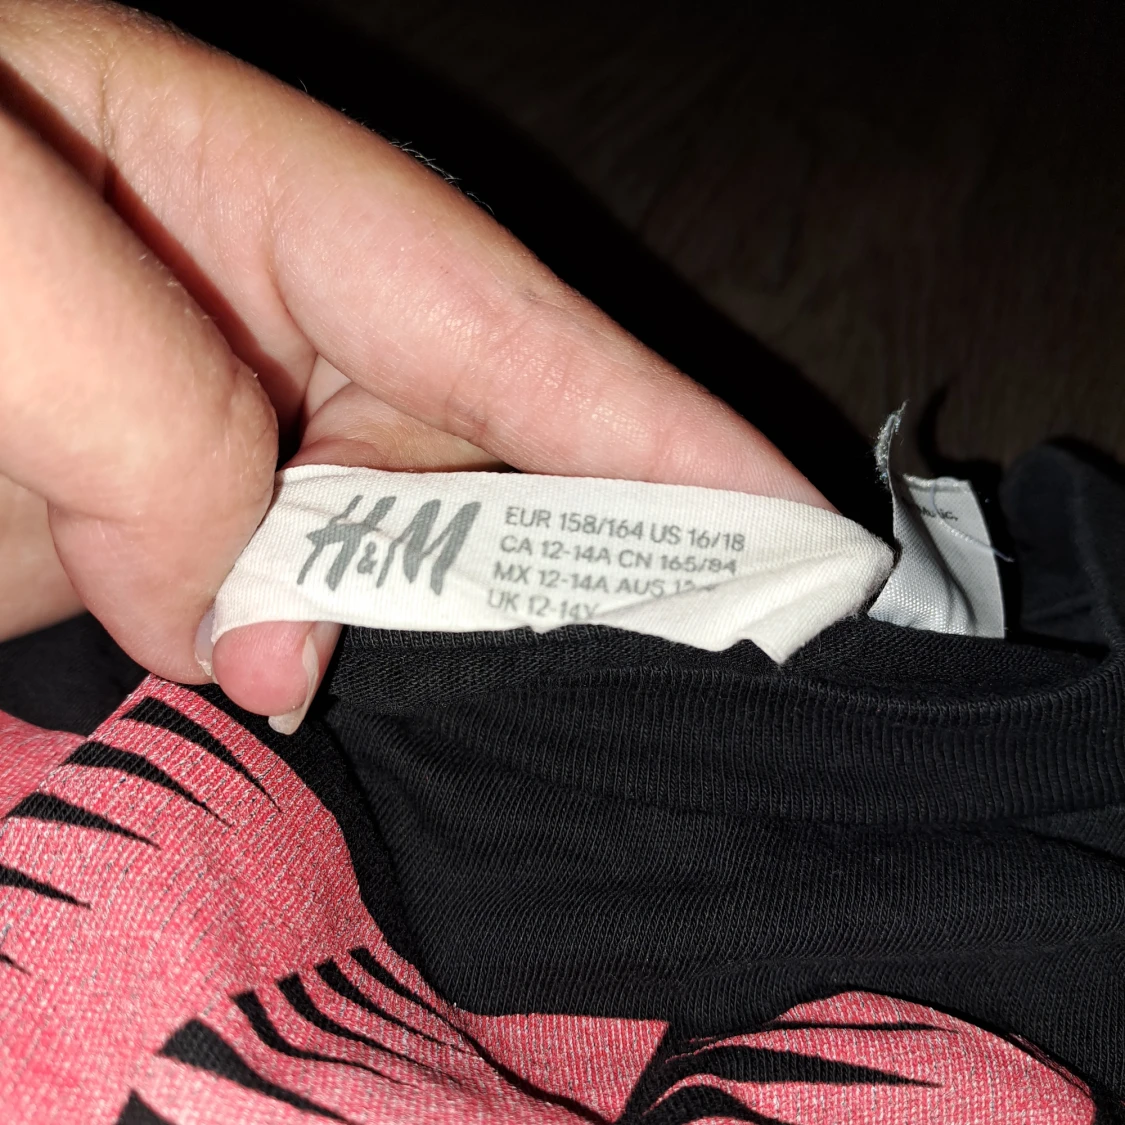 H&M
EUR 158/164 US 16/18
CA 12-14A CN 165/84
MX 12-14A AUS
UK 12-14Y